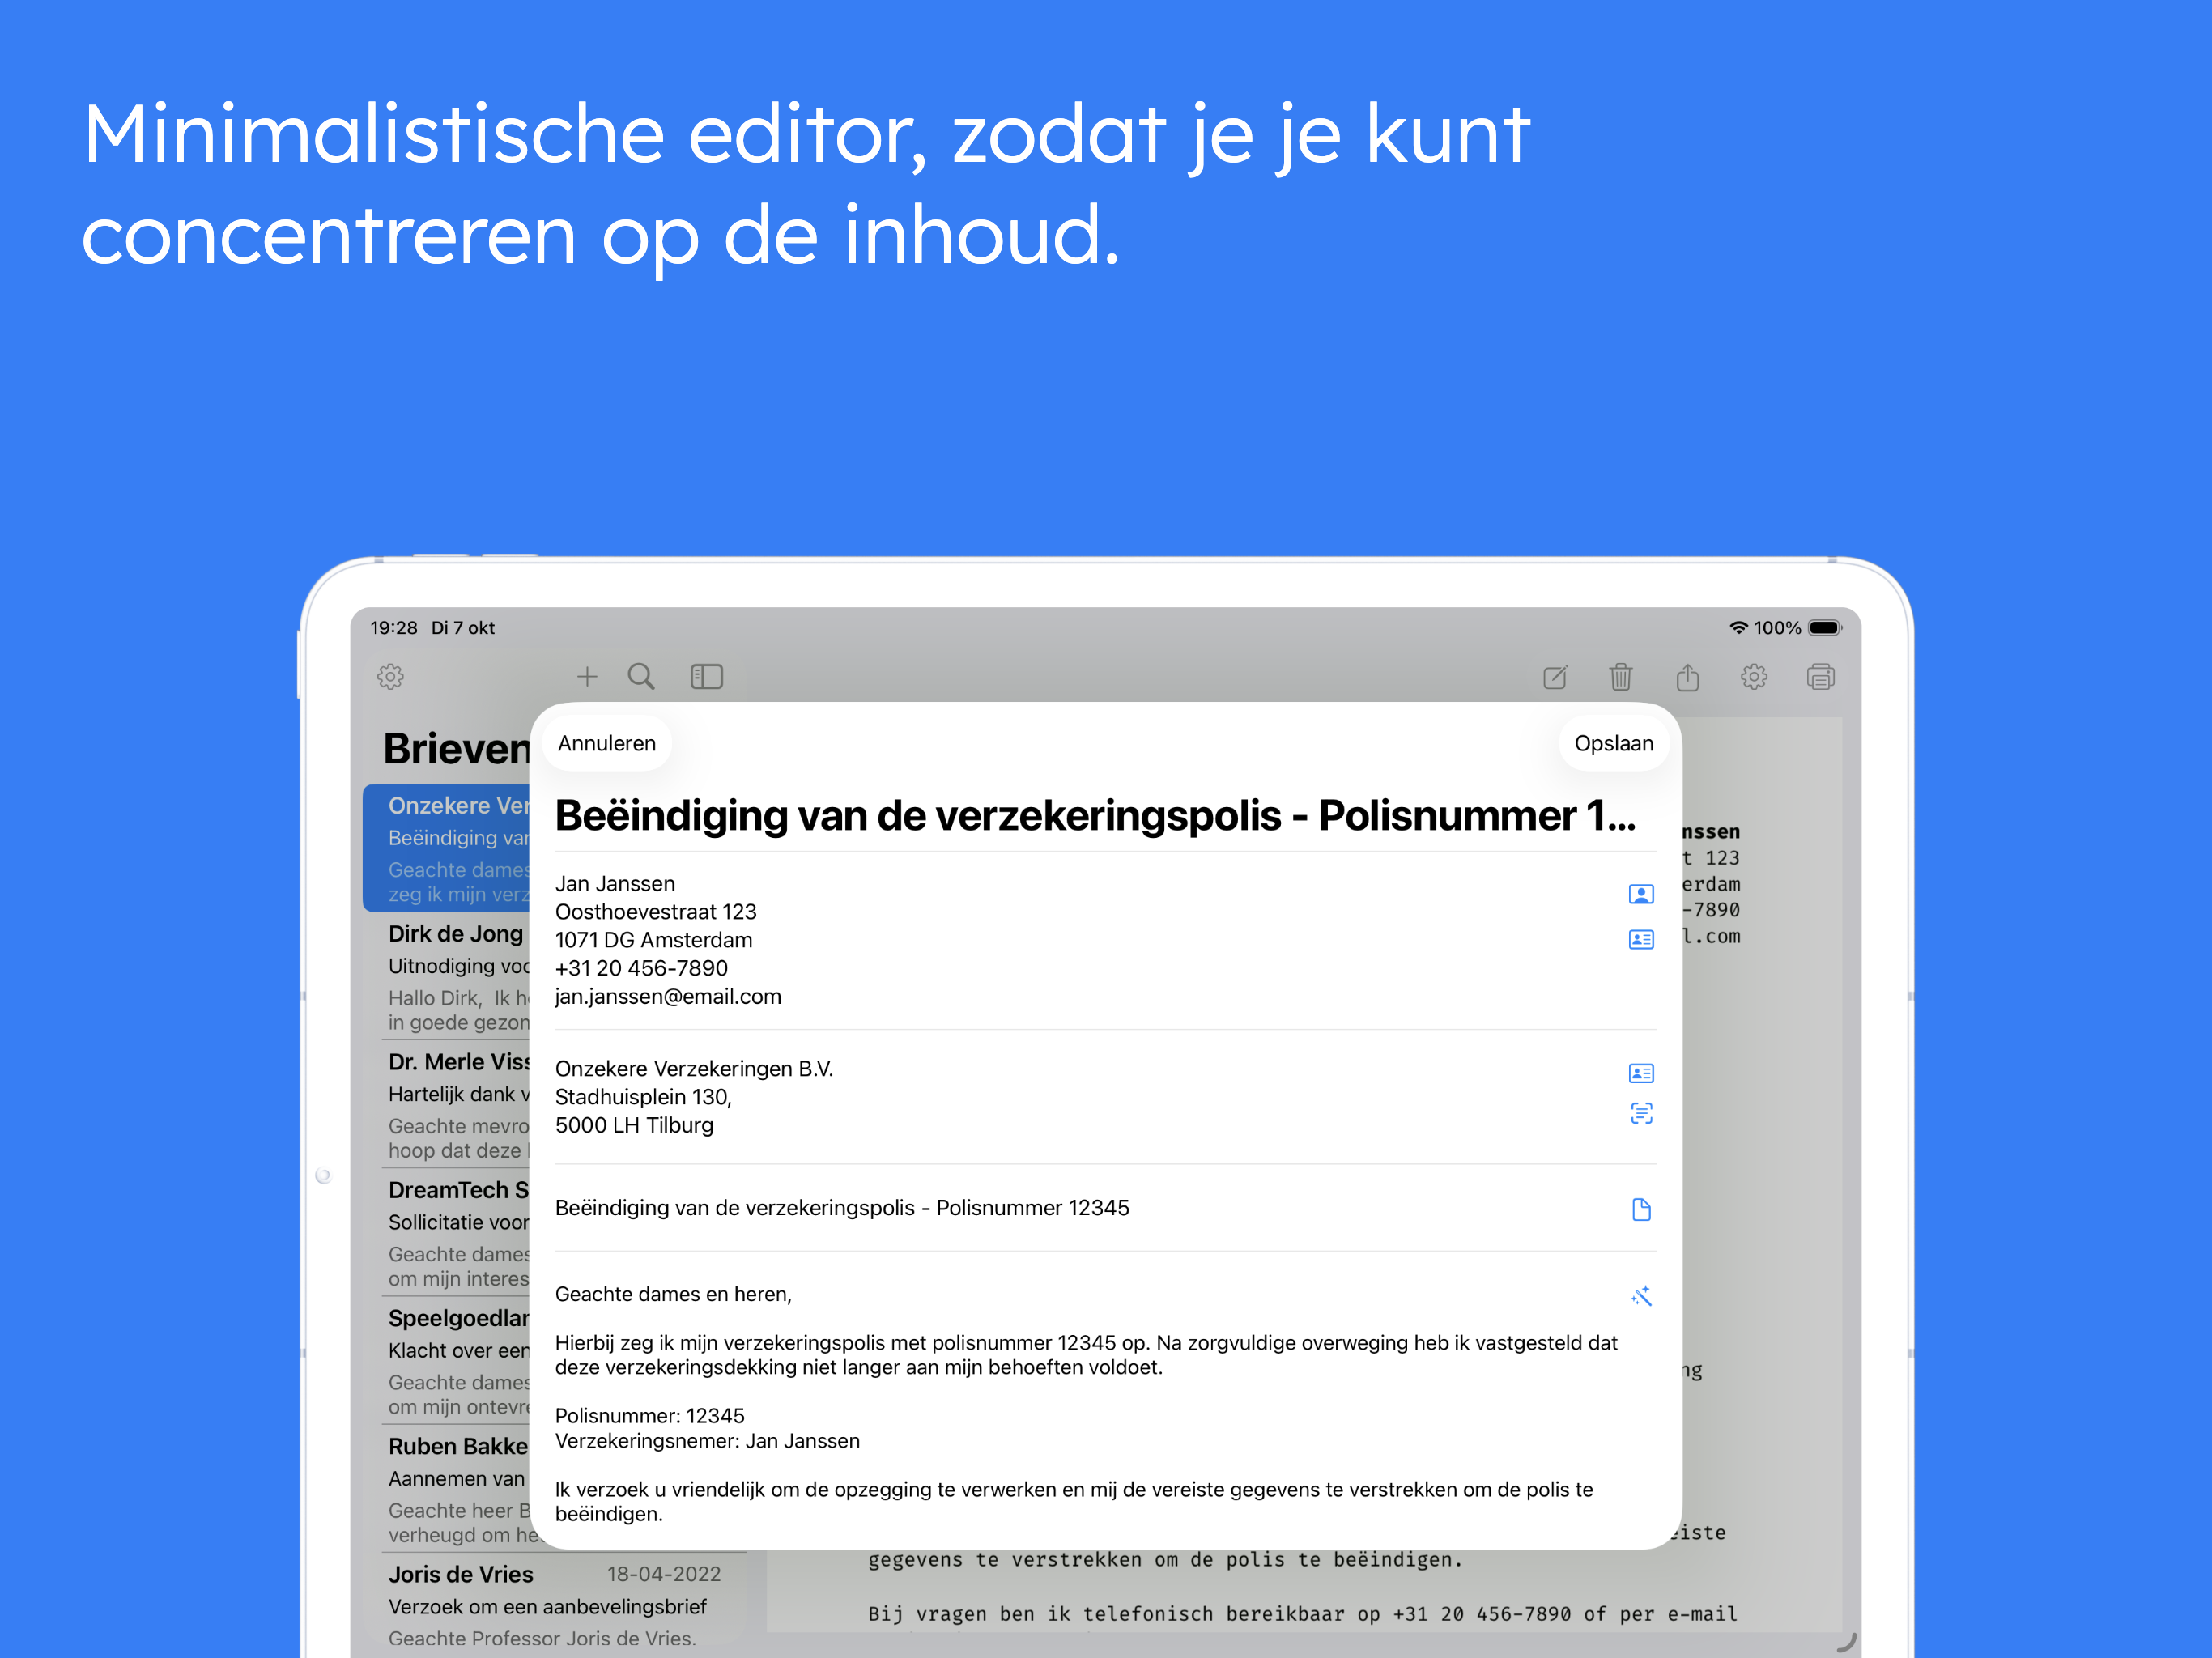 Minimalistische editor, zodat je je kunt
concentreren op de inhoud.
19:28 Di 7 okt
100%
Brieven
Onzekere Ver
Beëindiging van
Geachte dames
zeg ik mijn verz
Dirk de Jong
Uitnodiging voo
Hallo Dirk, Ik h
in goede gezon
Dr. Merle Viss
Hartelijk dank v
Geachte mevro
hoop dat deze
DreamTech S
Sollicitatie voor
Geachte dames
om mijn interes
Speelgoedlan
Klacht over een
Geachte dames
om mijn ontevre
Ruben Bakke
Aannemen van
Geachte heer B
verheugd om he
Joris de Vries 18-04-2022
Verzoek om een aanbevelingsbrief
Geachte Professor Joris de Vries,
Annuleren
Opslaan
Beëindiging van de verzekeringspolis - Polisnummer 1...
Jan Janssen
Oosthoevestraat 123
1071 DG Amsterdam
+31 20 456-7890
jan.janssen@email.com
Onzekere Verzekeringen B.V.
Stadhuisplein 130,
5000 LH Tilburg
Beëindiging van de verzekeringspolis - Polisnummer 12345
Geachte dames en heren,
Hierbij zeg ik mijn verzekeringspolis met polisnummer 12345 op. Na zorgvuldige overweging heb ik vastgesteld dat
deze verzekeringsdekking niet langer aan mijn behoeften voldoet.
Polisnummer: 12345
Verzekeringsnemer: Jan Janssen
Ik verzoek u vriendelijk om de opzegging te verwerken en mij de vereiste gegevens te verstrekken om de polis te
beëindigen.
nssen
t 123
erdam
-7890
l.com
ng
eiste
gegevens te verstrekken om de polis te beëindigen.
Bij vragen ben ik telefonisch bereikbaar op +31 20 456-7890 of per e-mail